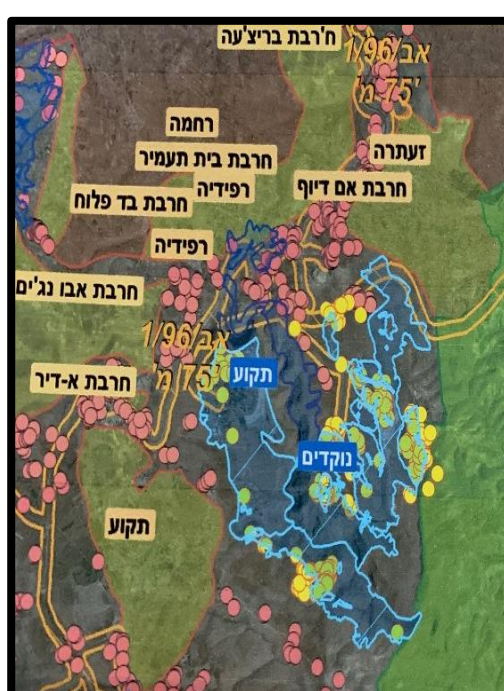 ח'רבת בריצ'עה
אב/1/96
75 מ'
רחמה
זעתרה
חרבת בית תעמיר
רפידיה
חרבת אם דיוף
חרבת בד פלוח
רפידיה
חרבת אבו נג'ים
אב/1/96
75 מ'
תקוע
חרבת א-דיר
נוקדים
תקוע